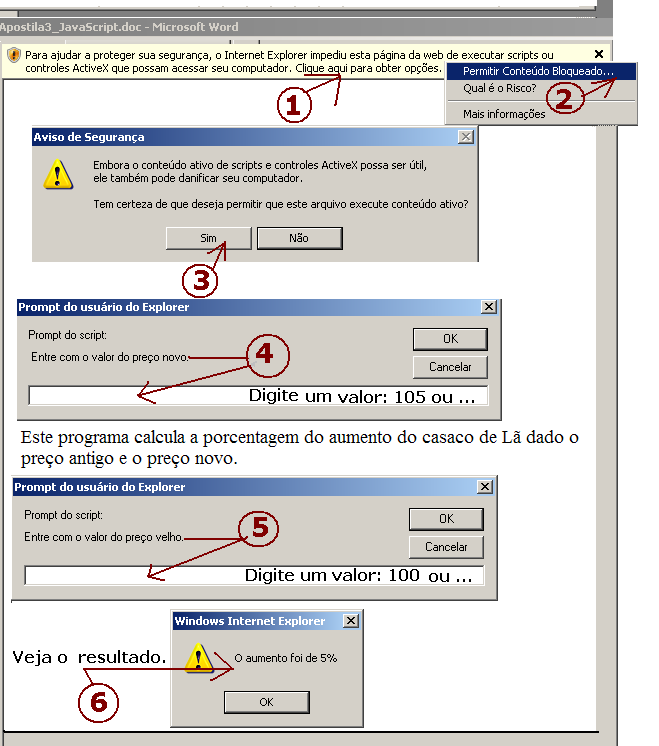 Apostila3_JavaScript.doc - Microsoft Word
Para ajudar a proteger sua segurança, o Internet Explorer impediu esta página da web de executar scripts ou
controles ActiveX que possam acessar seu computador. Clique aqui para obter opções.
1
Permitir Conteúdo Bloqueado...
Qual é o Risco?
2
Mais informações
Aviso de Segurança
Embora o conteúdo ativo de scripts e controles ActiveX possa ser útil,
ele também pode danificar seu computador.
Tem certeza de que deseja permitir que este arquivo execute conteúdo ativo?
Sim
Não
3
Prompt do usuário do Explorer
Prompt do script:
OK
Entre com o valor do preço novo.
4
Cancelar
Digite um valor: 105 ou ...
Este programa calcula a porcentagem do aumento do casaco de Lã dado o
preço antigo e o preço novo.
Prompt do usuário do Explorer
Prompt do script:
OK
Entre com o valor do preço velho.
5
Cancelar
Digite um valor: 100 ou ...
Windows Internet Explorer
Veja o resultado.
O aumento foi de 5%
6
OK